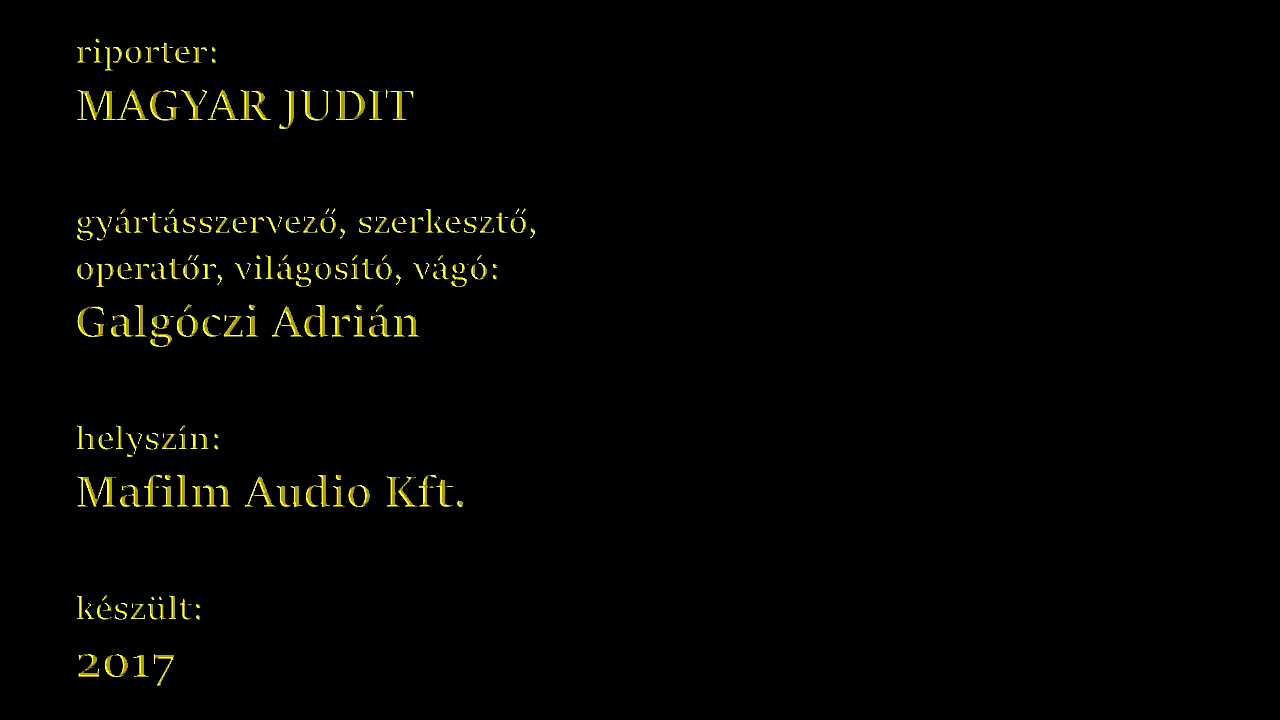 riporter:
MAGYAR JUDIT
gyártásszervező, szerkesztő,
operatőr, világosító, vágó:
Galgóczi Adrián
helyszín:
Mafilm Audio Kft.
készült:
2017